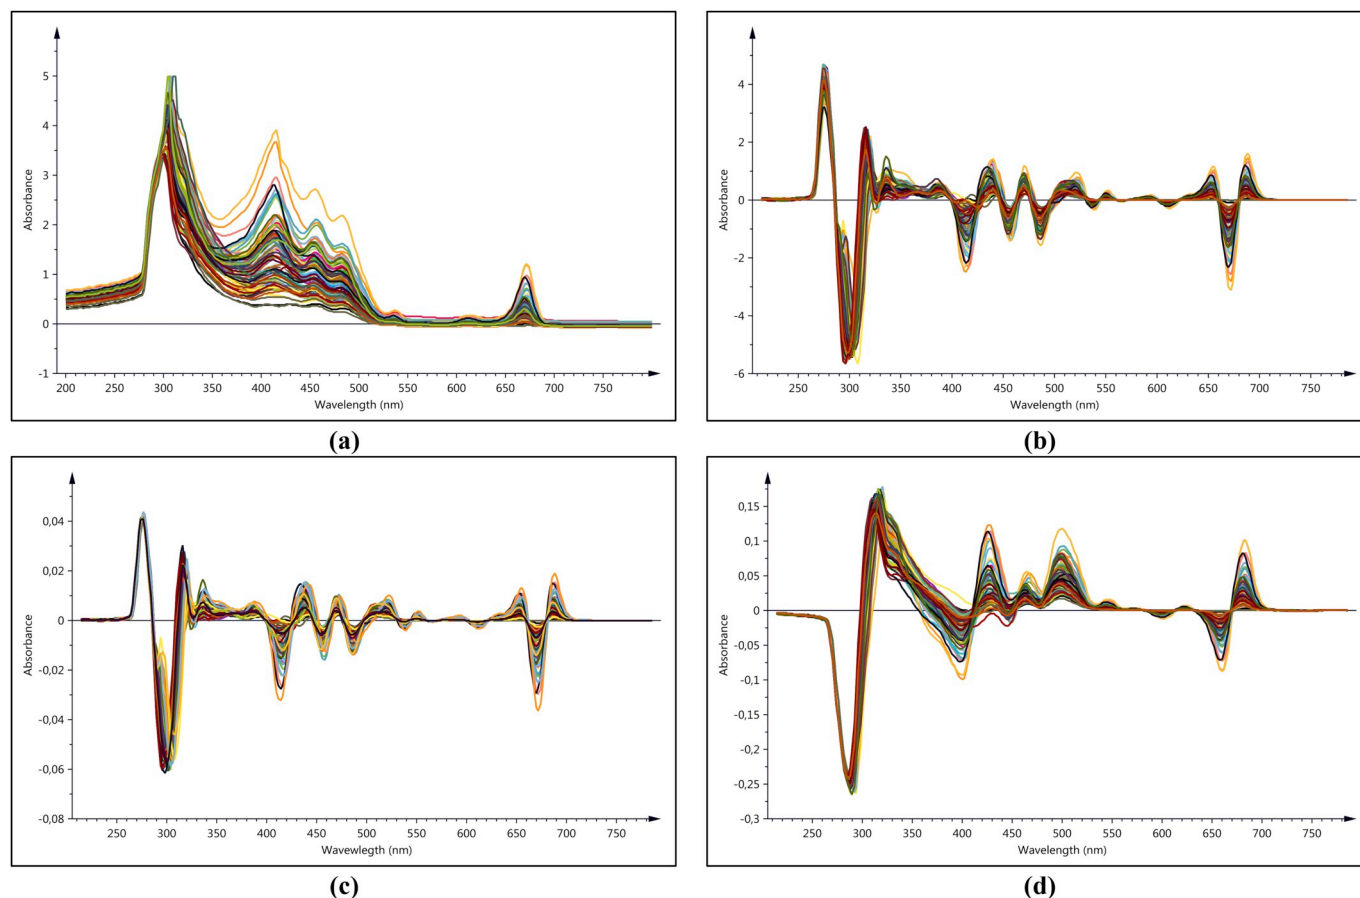 5
4
3
2
1
0
-1
Absorbance
200 250 300 350 400 450 500 550 600 650 700 750
Wavelength (nm)
(a)
4
2
0
-2
-4
-6
Absorbance
250 300 350 400 450 500 550 600 650 700 750
Wavelength (nm)
(b)
0,04
0,02
0
-0,02
-0,04
-0,06
-0,08
Absorbance
250 300 350 400 450 500 550 600 650 700 750
Wavewlegth (nm)
(c)
0,15
0,1
0,05
0
-0,05
-0,1
-0,15
-0,2
-0,25
-0,3
Absorbance
250 300 350 400 450 500 550 600 650 700 750
Wavelength (nm)
(d)